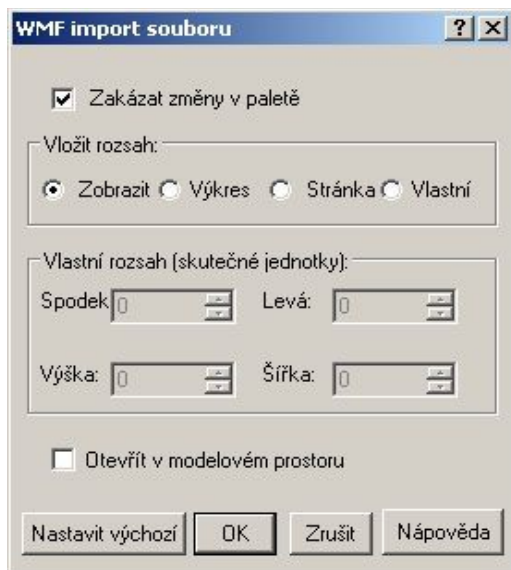 WMF import souboru
Zakázat změny v paletě
Vložit rozsah:
Zobrazit Výkres Stránka Vlastní
Vlastní rozsah (skutečné jednotky):
Spodek 0 Levá: 0
Výška: 0 Šířka: 0
Otevřít v modelovém prostoru
Nastavit výchozí OK Zrušit Nápověda